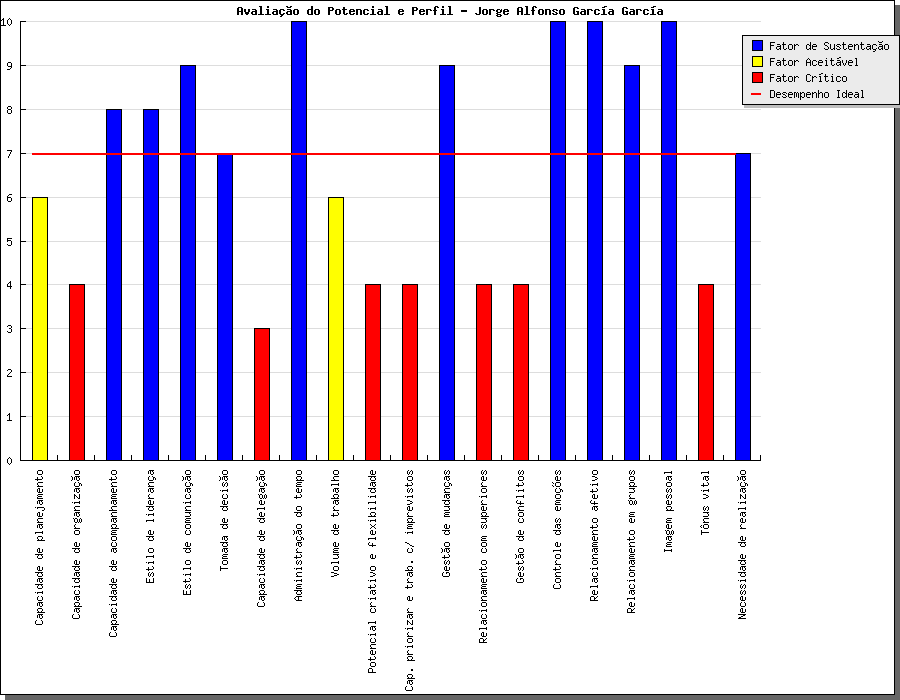 Avaliação do Potencial e Perfil - Jorge Alfonso García García
10
9
8
7
6
5
4
3
2
1
0
Fator de Sustentação
Fator Aceitável
Fator Crítico
Desempenho Ideal
Capacidade de planejamento
Capacidade de organização
Capacidade de acompanhamento
Estilo de liderança
Estilo de comunicação
Tomada de decisão
Capacidade de delegação
Administração do tempo
Volume de trabalho
Potencial criativo e flexibilidade
Cap. priorizar e trab. c/ imprevistos
Gestão de mudanças
Relacionamento com superiores
Gestão de conflitos
Controle das emoções
Relacionamento afetivo
Relacionamento em grupos
Imagem pessoal
Tônus vital
Necessidade de realização